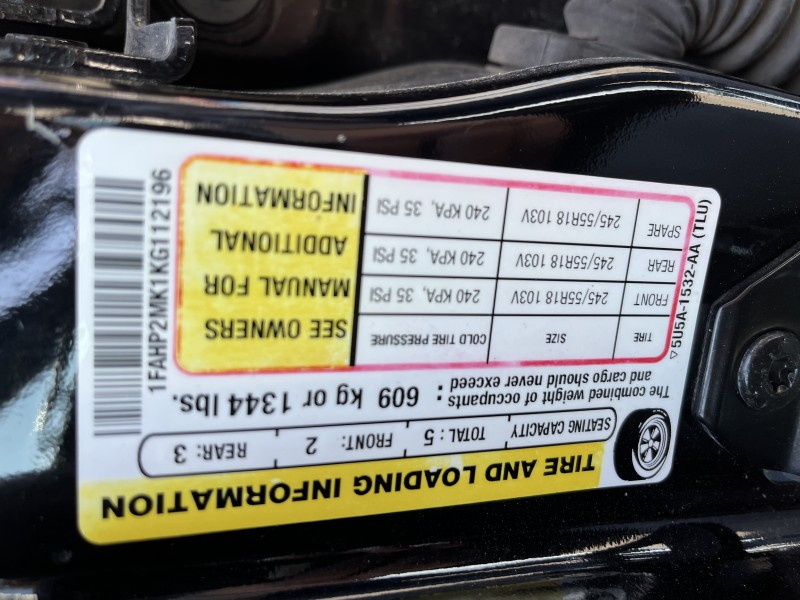 TIRE AND LOADING INFORMATION
SEATING CAPACITY TOTAL : 5 FRONT: 2 REAR: 3
The combined weight of occupants
and cargo should never exceed : 609 kg or 1344 lbs.
TIRE SIZE COLD TIRE PRESSURE
FRONT 245/55R18 103V 240 KPA, 35 PSI
REAR 245/55R18 103V 240 KPA, 35 PSI
SPARE 245/55R18 103V 240 KPA, 35 PSI
SEE OWNERS
MANUAL FOR
ADDITIONAL
INFORMATION
▽5U5A-1532-AA (TLU)
1FAHP2MK1KG112196